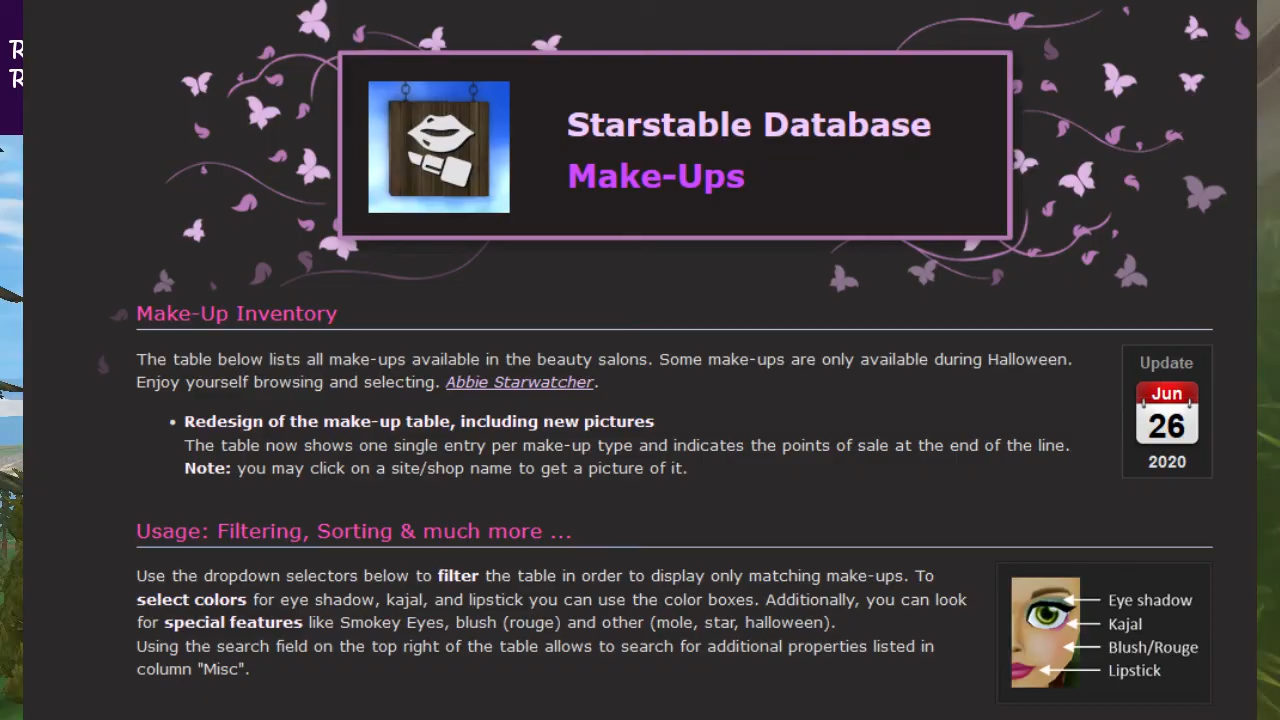 R
R
Starstable Database
Make-Ups
Make-Up Inventory
The table below lists all make-ups available in the beauty salons. Some make-ups are only available during Halloween.
Enjoy yourself browsing and selecting. Abbie Starwatcher.
• Redesign of the make-up table, including new pictures
The table now shows one single entry per make-up type and indicates the points of sale at the end of the line.
Note: you may click on a site/shop name to get a picture of it.
Update
Jun
26
2020
Usage: Filtering, Sorting & much more ...
Use the dropdown selectors below to filter the table in order to display only matching make-ups. To
select colors for eye shadow, kajal, and lipstick you can use the color boxes. Additionally, you can look
for special features like Smokey Eyes, blush (rouge) and other (mole, star, halloween).
Using the search field on the top right of the table allows to search for additional properties listed in
column "Misc".
Eye shadow
Kajal
Blush/Rouge
Lipstick